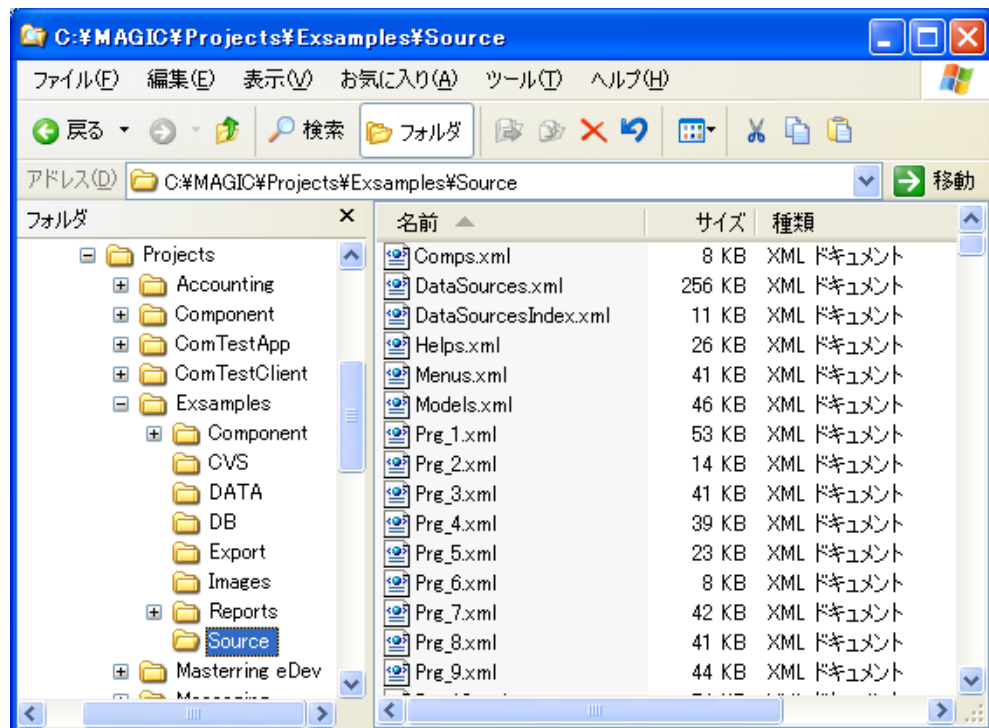 C:¥MAGIC¥Projects¥Exsamples¥Source
ファイル(F) 編集(E) 表示(V) お気に入り(A) ツール(T) ヘルプ(H)
戻る 検索 フォルダ
アドレス(D) C:¥MAGIC¥Projects¥Exsamples¥Source 移動
フォルダ
Projects
Accounting
Component
ComTestApp
ComTestClient
Exsamples
Component
CVS
DATA
DB
Export
Images
Reports
Source
Masterring eDev
名前 サイズ 種類
Comps.xml 8 KB XML ドキュメント
DataSources.xml 256 KB XML ドキュメント
DataSourcesIndex.xml 11 KB XML ドキュメント
Helps.xml 26 KB XML ドキュメント
Menus.xml 41 KB XML ドキュメント
Models.xml 46 KB XML ドキュメント
Prg_1.xml 53 KB XML ドキュメント
Prg_2.xml 14 KB XML ドキュメント
Prg_3.xml 41 KB XML ドキュメント
Prg_4.xml 39 KB XML ドキュメント
Prg_5.xml 23 KB XML ドキュメント
Prg_6.xml 8 KB XML ドキュメント
Prg_7.xml 42 KB XML ドキュメント
Prg_8.xml 41 KB XML ドキュメント
Prg_9.xml 44 KB XML ドキュメント